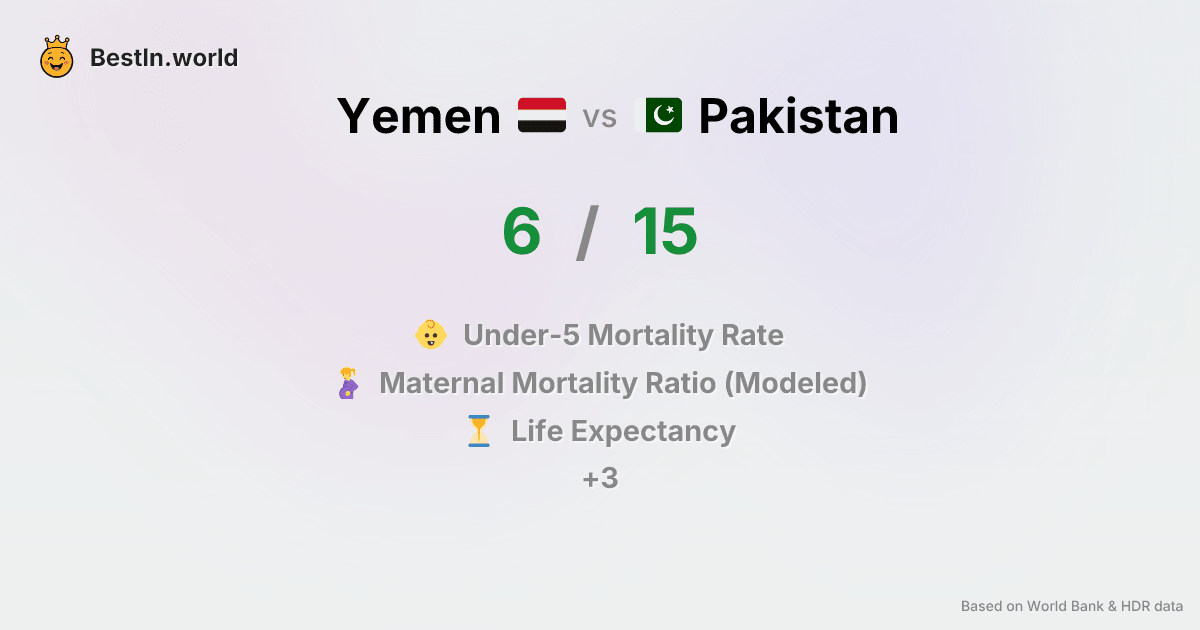 BestIn.world
Yemen vs Pakistan
6 / 15
Under-5 Mortality Rate
Maternal Mortality Ratio (Modeled)
Life Expectancy
+3
Based on World Bank & HDR data